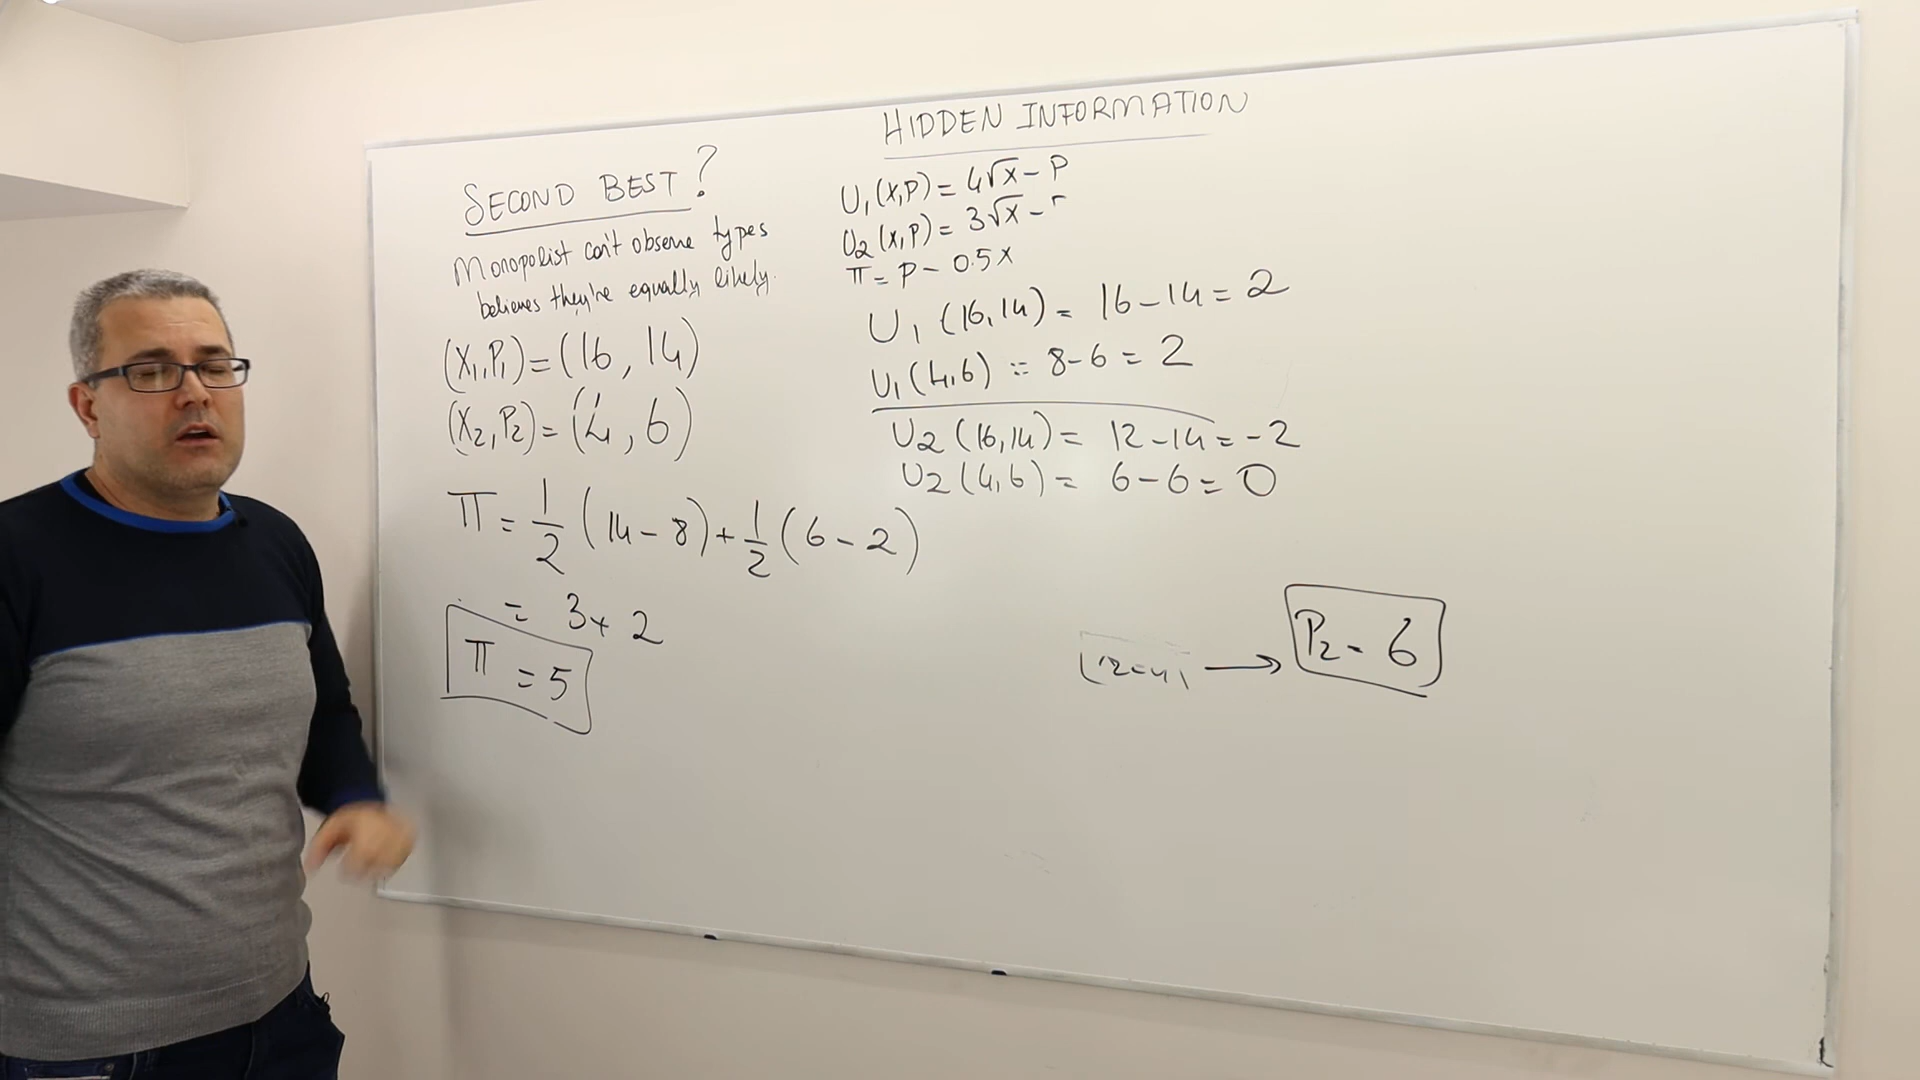 HIDDEN INFORMATION
SECOND BEST?
Monopolist can't observe types
believes they're equally likely.
(X₁,P₁) = (16, 14)
(X₂,P₂) = (4, 6)
π = 1/2 (14 - 8) + 1/2 (6 - 2)
= 3 + 2
π = 5
U₁(x,p) = 4√x - P
U₂(x,p) = 3√x -
π = P - 0.5x
U₁(16,14) = 16 - 14 = 2
U₁(4,6) = 8 - 6 = 2
U₂(16,14) = 12 - 14 = -2
U₂(4,6) = 6 - 6 = 0
→ P₂ = 6